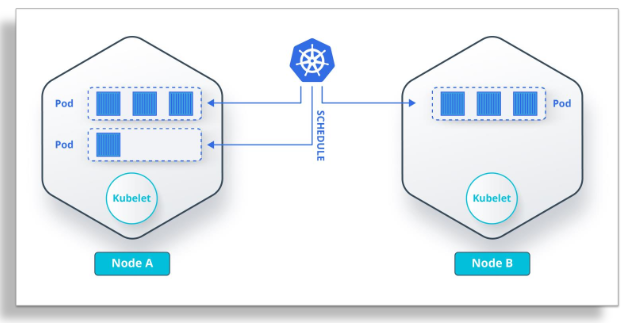 Pod
Pod
SCHEDULE
Pod
Kubelet
Kubelet
Node A
Node B